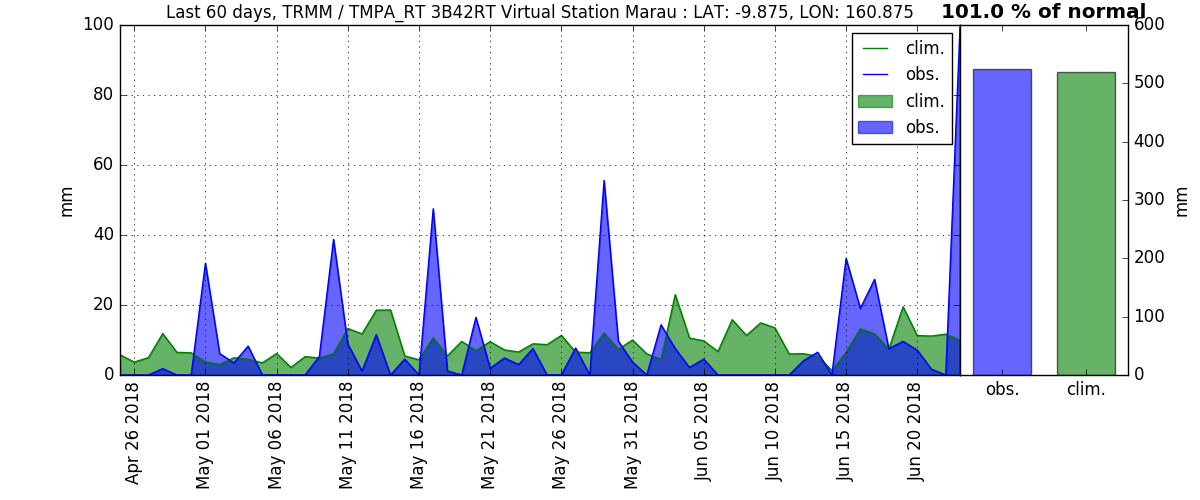 Last 60 days, TRMM / TMPA_RT 3B42RT Virtual Station Marau : LAT: -9.875, LON: 160.875
101.0 % of normal
mm
100
80
60
40
20
0
clim.
obs.
clim.
obs.
600
500
400
300
200
100
0
mm
obs.
clim.
Apr 26 2018
May 01 2018
May 06 2018
May 11 2018
May 16 2018
May 21 2018
May 26 2018
May 31 2018
Jun 05 2018
Jun 10 2018
Jun 15 2018
Jun 20 2018